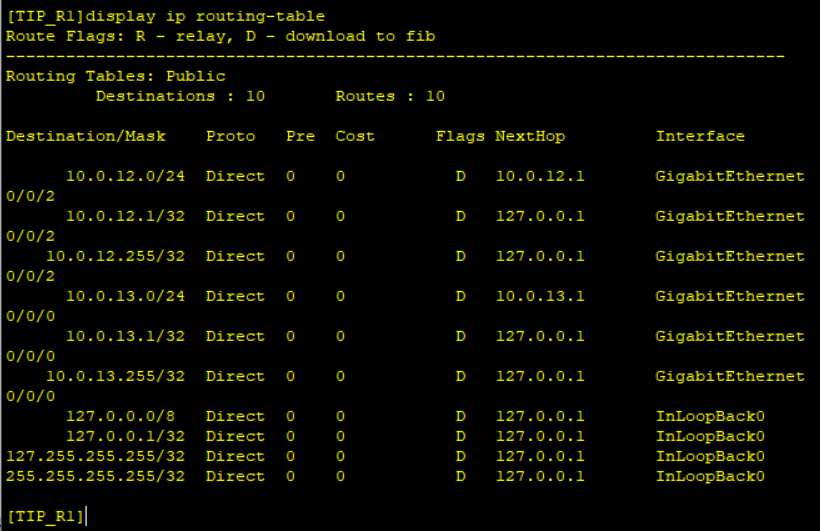 [TIP_R1]display ip routing-table
Route Flags: R - relay, D - download to fib
------------------------------------------------------------------------------
Routing Tables: Public
         Destinations : 10       Routes : 10

Destination/Mask    Proto   Pre  Cost      Flags NextHop         Interface

      10.0.12.0/24  Direct  0    0           D   10.0.12.1       GigabitEthernet
0/0/2
      10.0.12.1/32  Direct  0    0           D   127.0.0.1       GigabitEthernet
0/0/2
    10.0.12.255/32  Direct  0    0           D   127.0.0.1       GigabitEthernet
0/0/2
      10.0.13.0/24  Direct  0    0           D   10.0.13.1       GigabitEthernet
0/0/0
      10.0.13.1/32  Direct  0    0           D   127.0.0.1       GigabitEthernet
0/0/0
    10.0.13.255/32  Direct  0    0           D   127.0.0.1       GigabitEthernet
0/0/0
      127.0.0.0/8   Direct  0    0           D   127.0.0.1       InLoopBack0
      127.0.0.1/32  Direct  0    0           D   127.0.0.1       InLoopBack0
127.255.255.255/32  Direct  0    0           D   127.0.0.1       InLoopBack0
255.255.255.255/32  Direct  0    0           D   127.0.0.1       InLoopBack0

[TIP_R1]